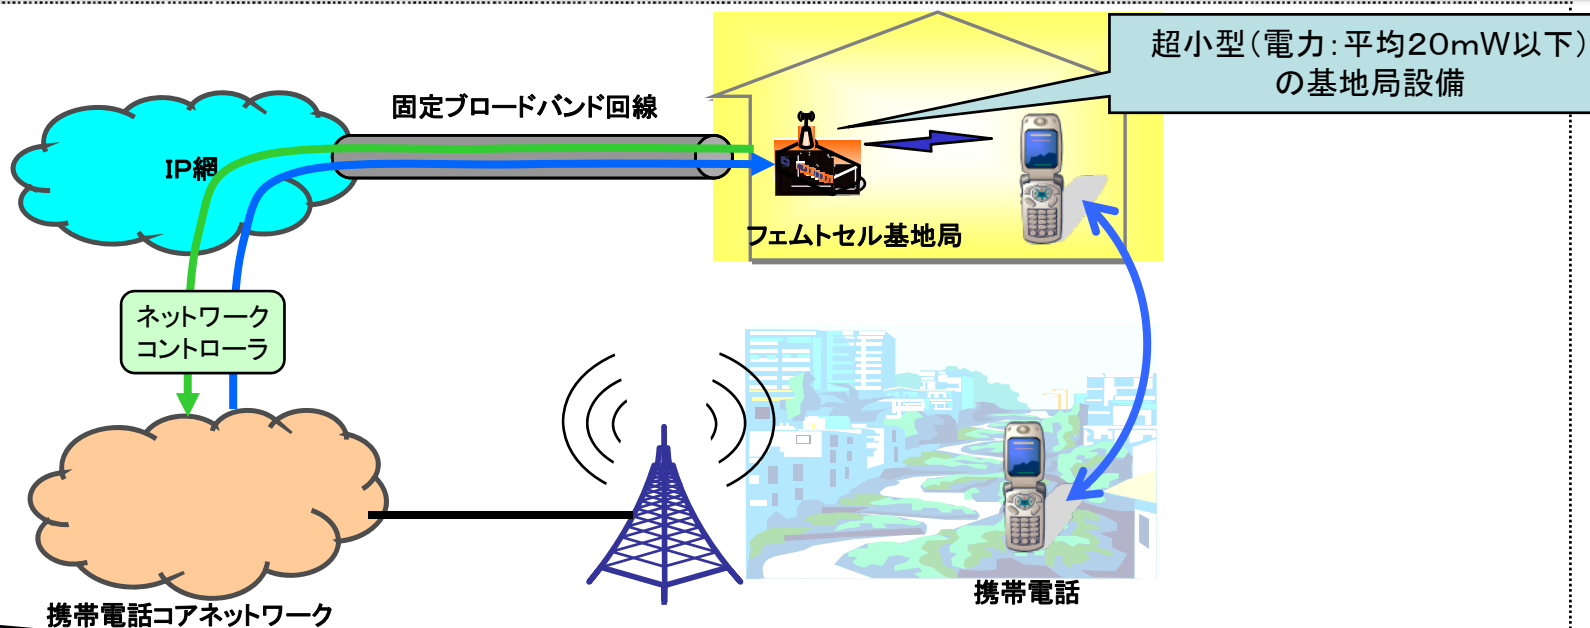 超小型(電力:平均20mW以下)
の基地局設備
固定ブロードバンド回線
IP網
フェムトセル基地局
ネットワーク
コントローラ
携帯電話
携帯電話コアネットワーク